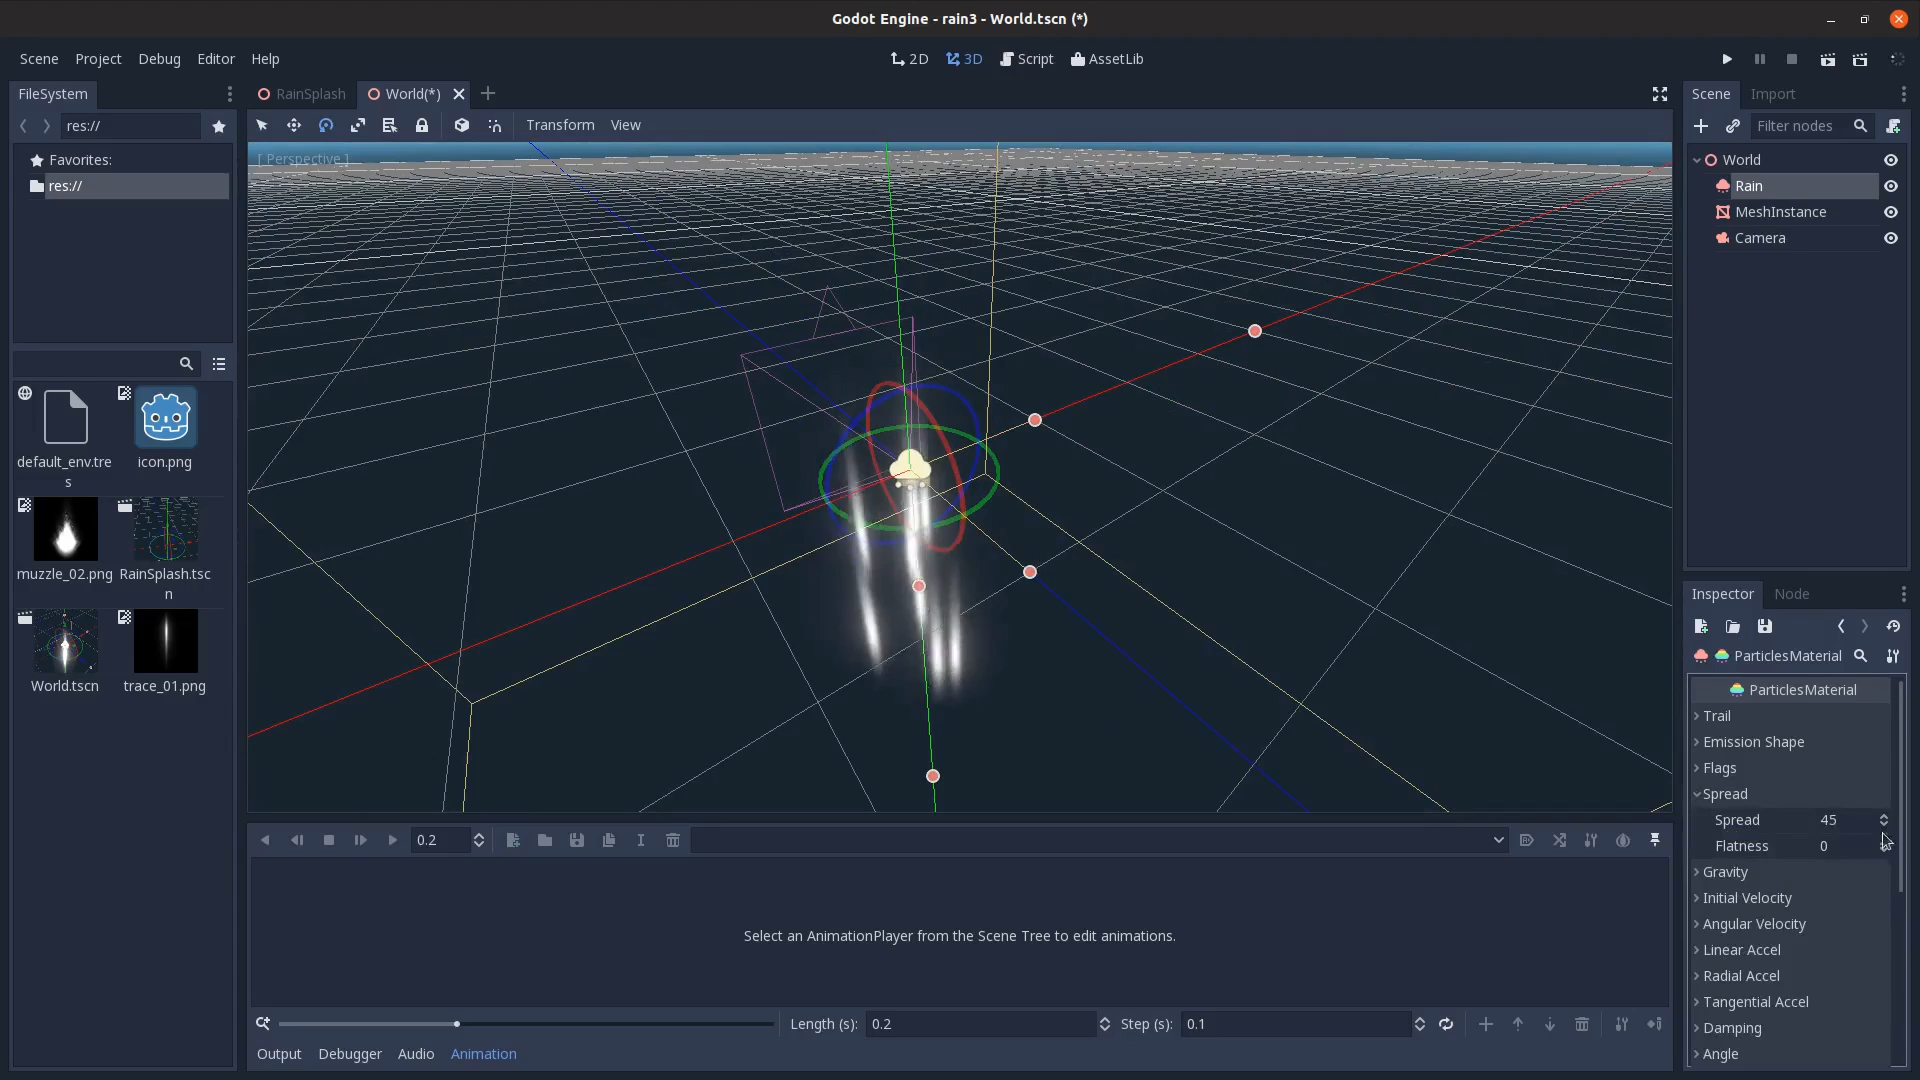 Godot Engine - rain3 - World.tscn (*)
Scene Project Debug Editor Help
2D 3D Script AssetLib
FileSystem
RainSplash World(*)
Scene Import
res://
Transform View
Filter nodes
[ Perspective ]
Favorites:
res://
World
Rain
MeshInstance
Camera
default_env.tre
s
icon.png
muzzle_02.png
RainSplash.tsc
n
World.tscn
trace_01.png
Inspector Node
ParticlesMaterial
ParticlesMaterial
Trail
Emission Shape
Flags
Spread
Spread 45
Flatness 0
Gravity
Initial Velocity
Angular Velocity
Linear Accel
Radial Accel
Tangential Accel
Damping
Angle
0.2
Select an AnimationPlayer from the Scene Tree to edit animations.
Length (s): 0.2 Step (s): 0.1
Output Debugger Audio Animation